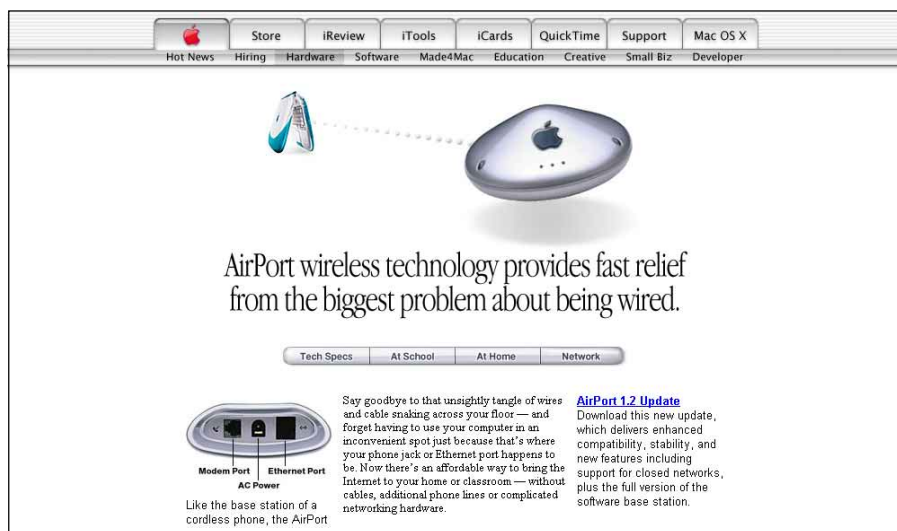 Store iReview iTools iCards QuickTime Support Mac OS X
Hot News Hiring Hardware Software Made4Mac Education Creative Small Biz Developer
AirPort wireless technology provides fast relief
from the biggest problem about being wired.
Tech Specs At School At Home Network
Modem Port Ethernet Port
AC Power
Like the base station of a
cordless phone, the AirPort
Say goodbye to that unsightly tangle of wires
and cable snaking across your floor — and
forget having to use your computer in an
inconvenient spot just because that's where
your phone jack or Ethernet port happens to
be. Now there's an affordable way to bring the
Internet to your home or classroom — without
cables, additional phone lines or complicated
networking hardware.
AirPort 1.2 Update
Download this new update,
which delivers enhanced
compatibility, stability, and
new features including
support for closed networks,
plus the full version of the
software base station.